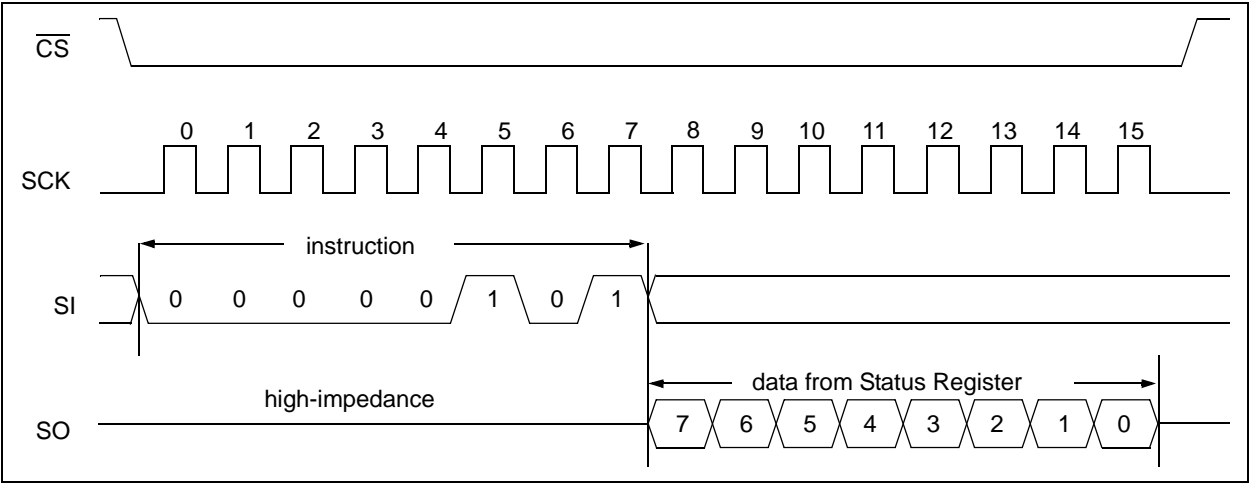 CS
0 1 2 3 4 5 6 7 8 9 10 11 12 13 14 15
SCK
instruction
SI 0 0 0 0 0 1 0 1
data from Status Register
high-impedance
SO 7 6 5 4 3 2 1 0